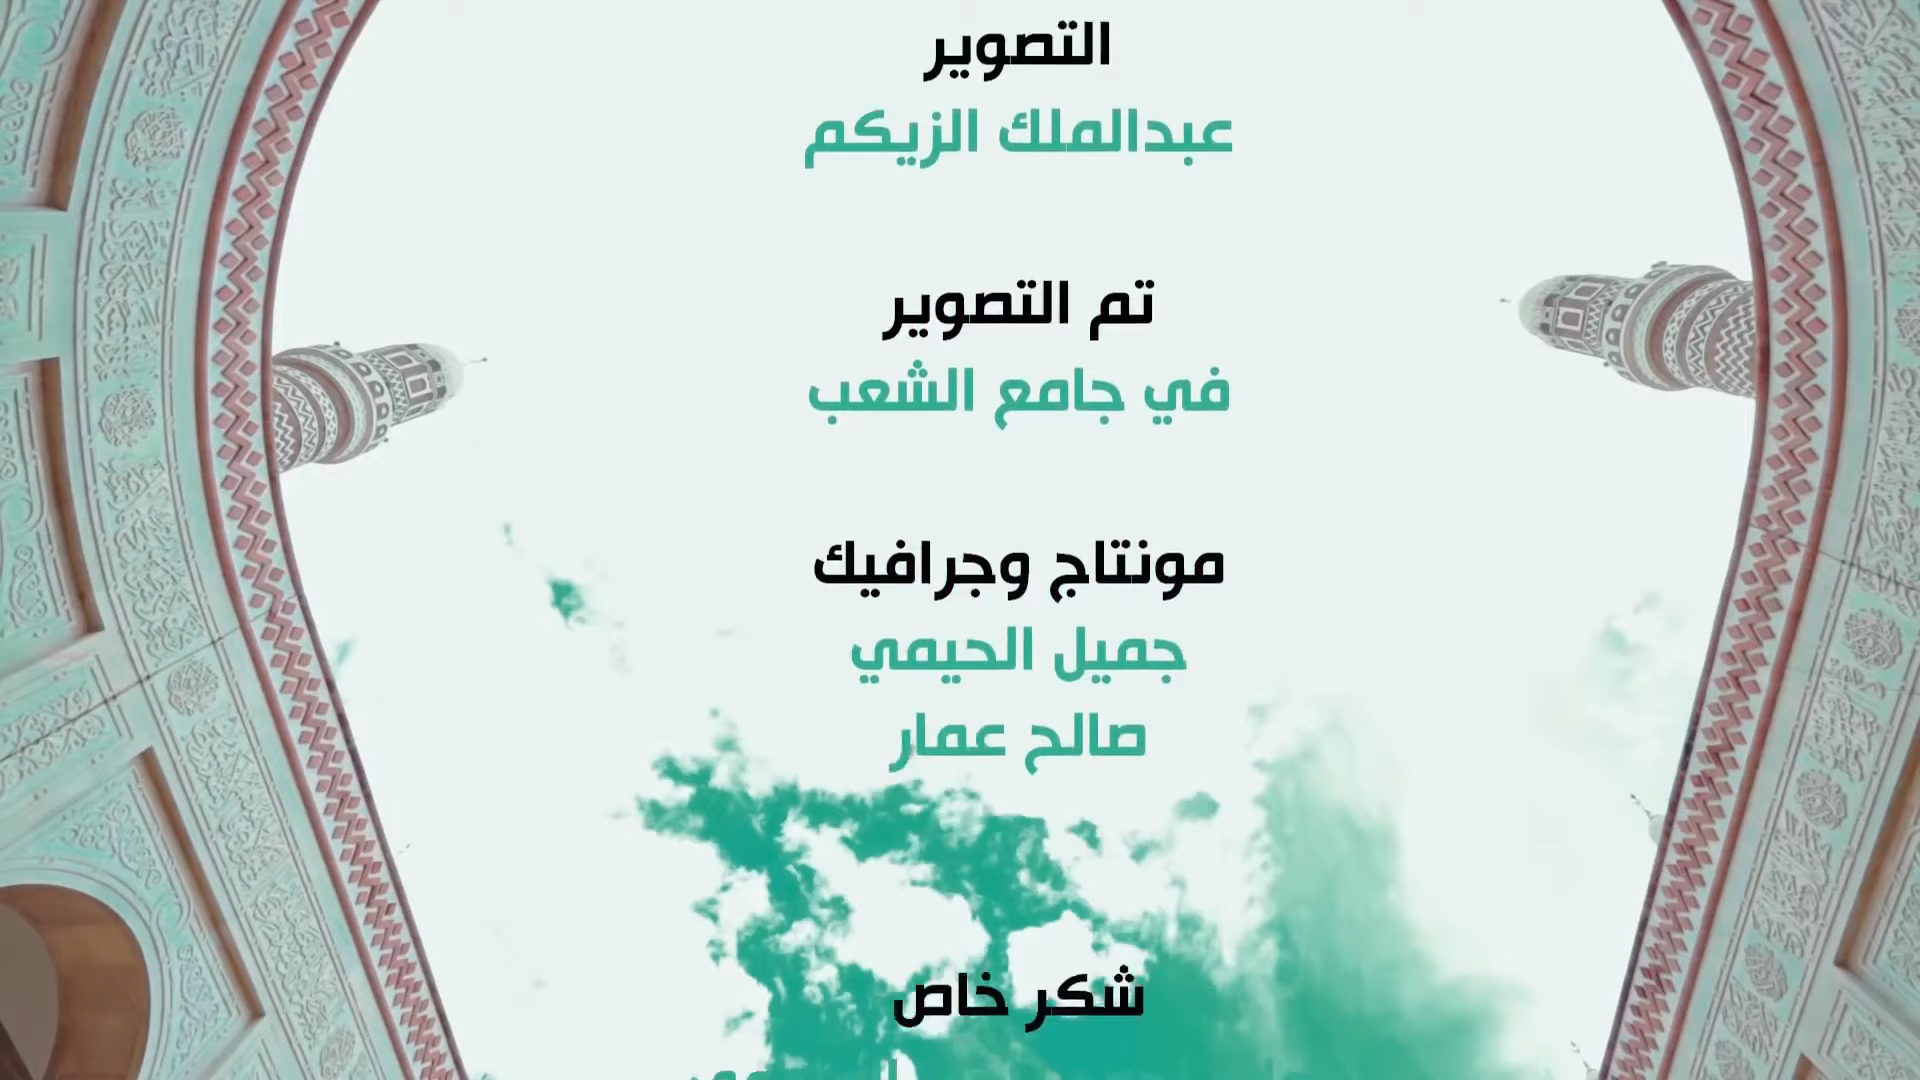 التصوير
عبدالملك الزيكم
تم التصوير
في جامع الشعب
مونتاج وجرافيك
جميل الحيمي
صالح عمار
شكر خاص